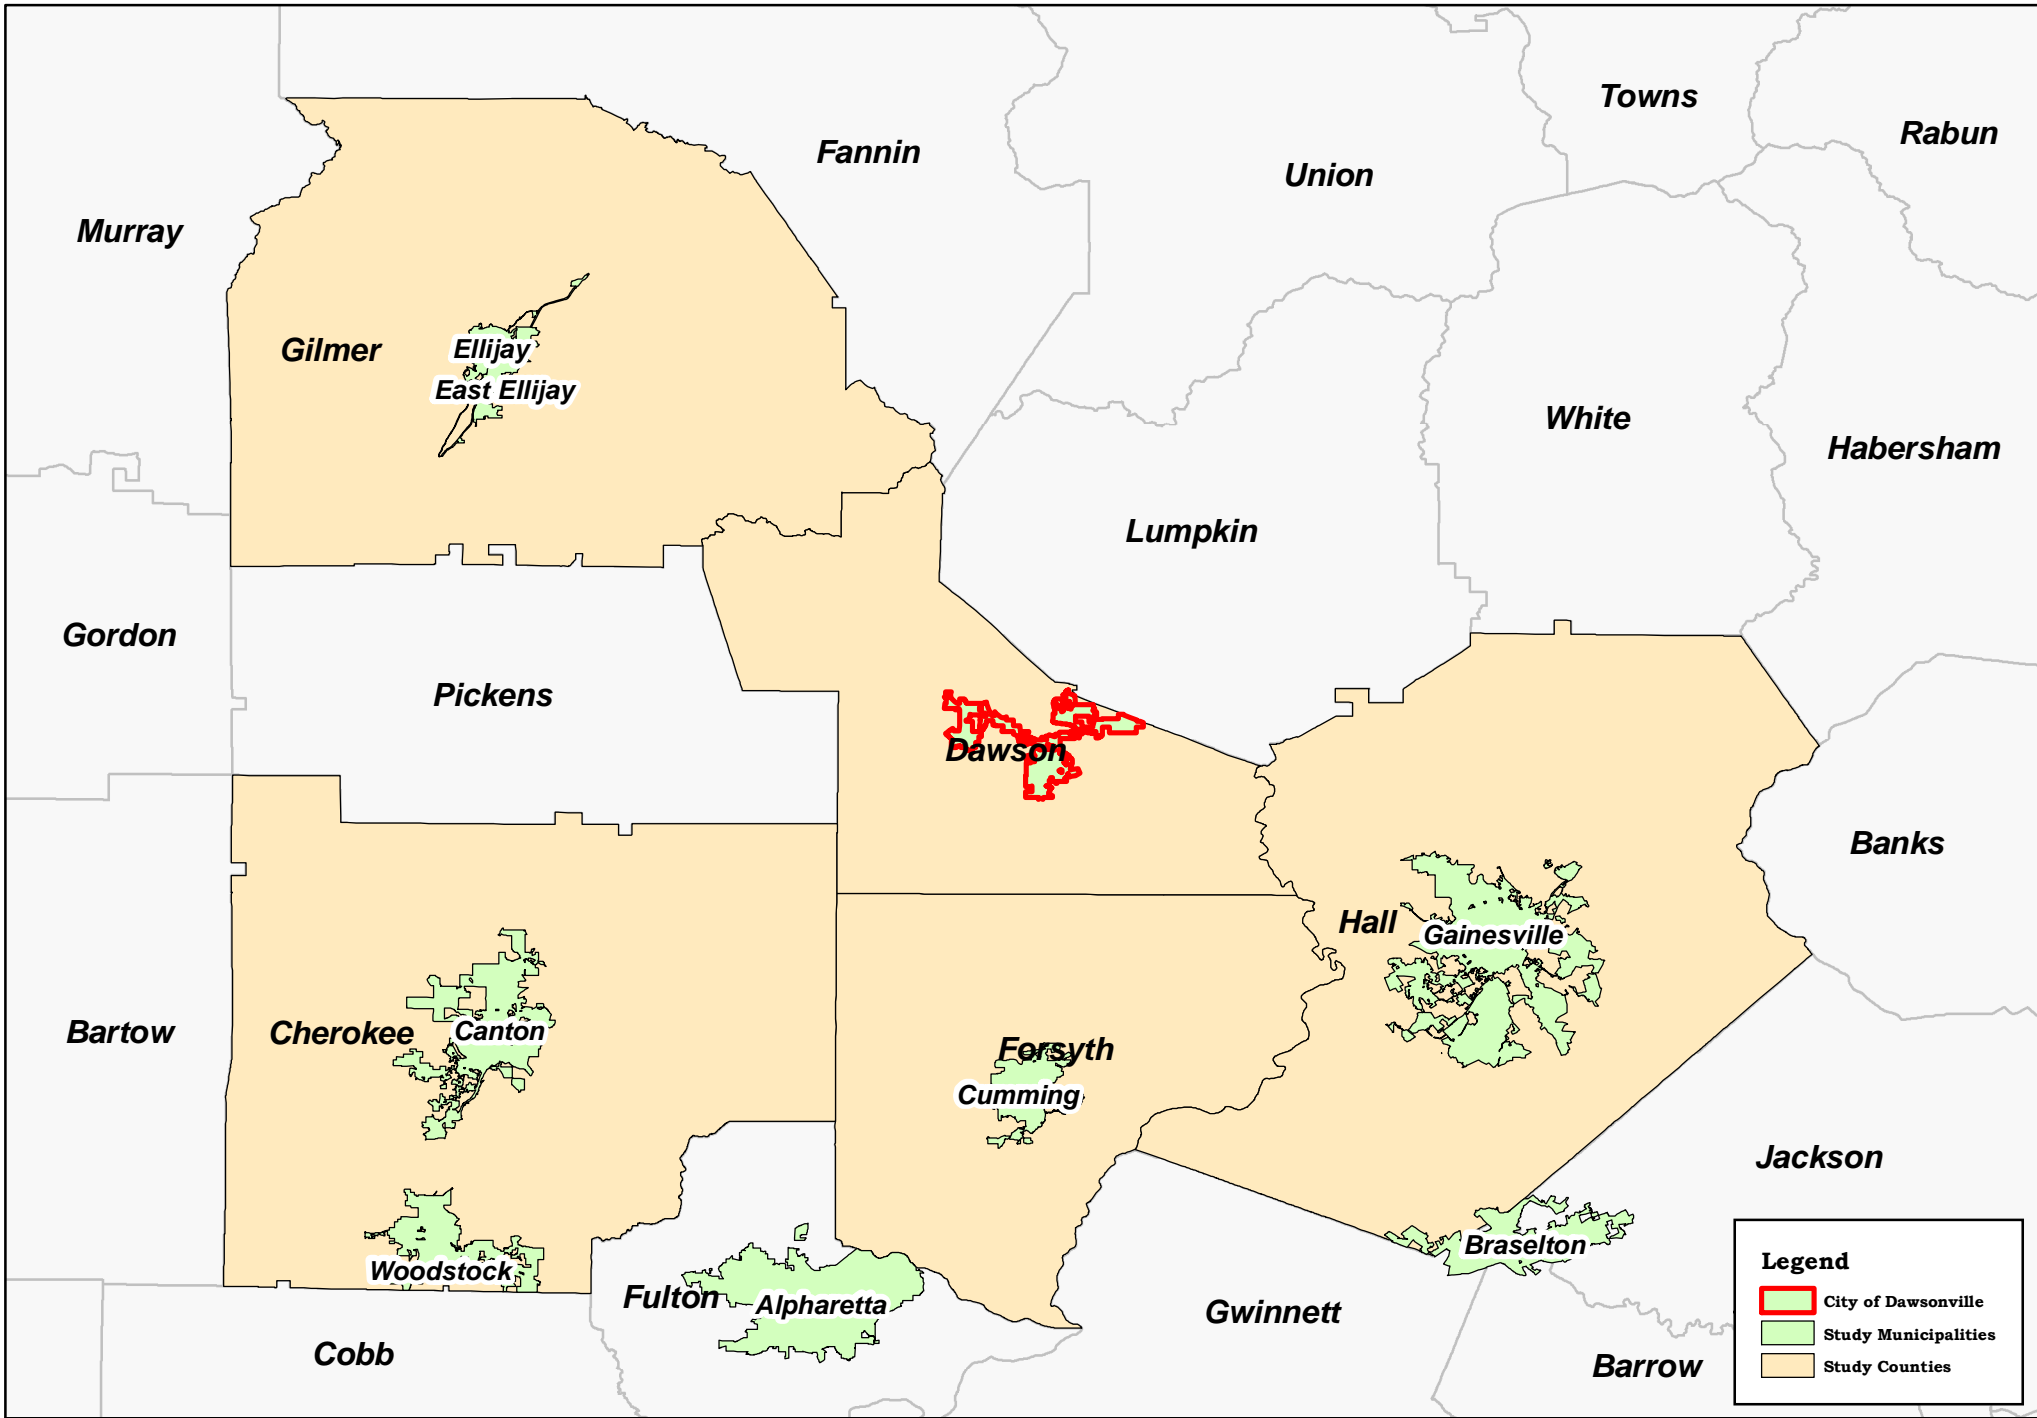 Towns
Rabun
Fannin
Union
Murray
Gilmer
Ellijay
East Ellijay
White
Habersham
Lumpkin
Gordon
Pickens
Dawson
Banks
Hall
Gainesville
Bartow
Cherokee
Canton
Forsyth
Cumming
Jackson
Braselton
Woodstock
Fulton
Alpharetta
Gwinnett
Cobb
Barrow
Legend
City of Dawsonville
Study Municipalities
Study Counties